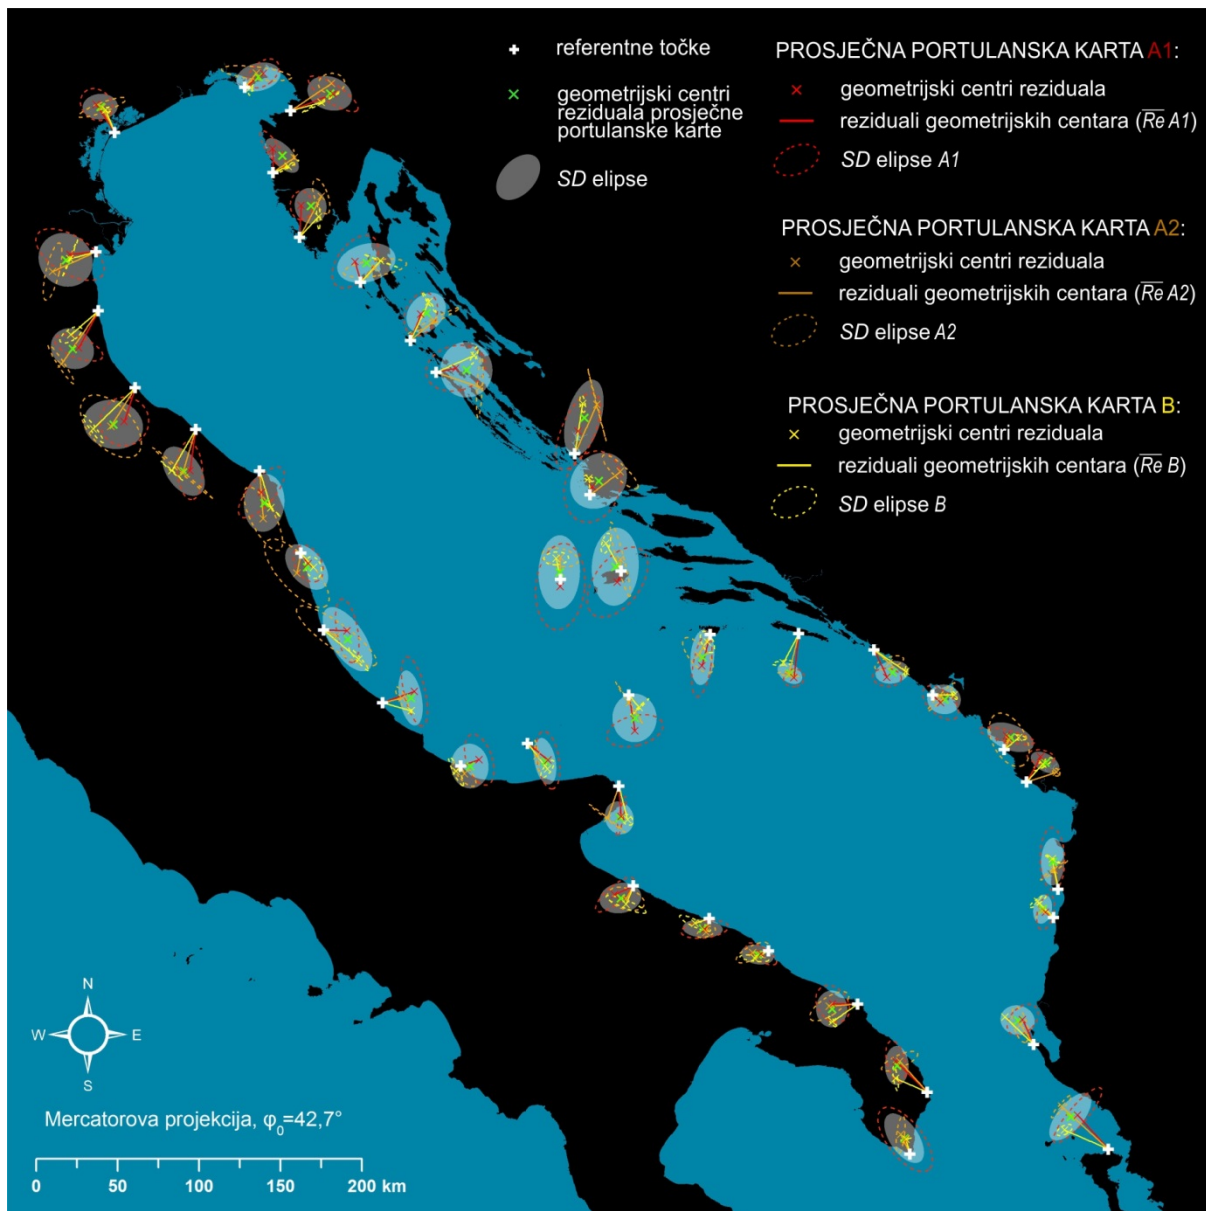 referentne točke
geometrijski centri
reziduala prosječne
portulanske karte
SD elipse
PROSJEČNA PORTULANSKA KARTA A1:
geometrijski centri reziduala
reziduali geometrijskih centara (R̅e̅ A1)
SD elipse A1
PROSJEČNA PORTULANSKA KARTA A2:
geometrijski centri reziduala
reziduali geometrijskih centara (R̅e̅ A2)
SD elipse A2
PROSJEČNA PORTULANSKA KARTA B:
geometrijski centri reziduala
reziduali geometrijskih centara (R̅e̅ B)
SD elipse B
N
W E
S
Mercatorova projekcija, φ₀=42,7°
0 50 100 150 200 km